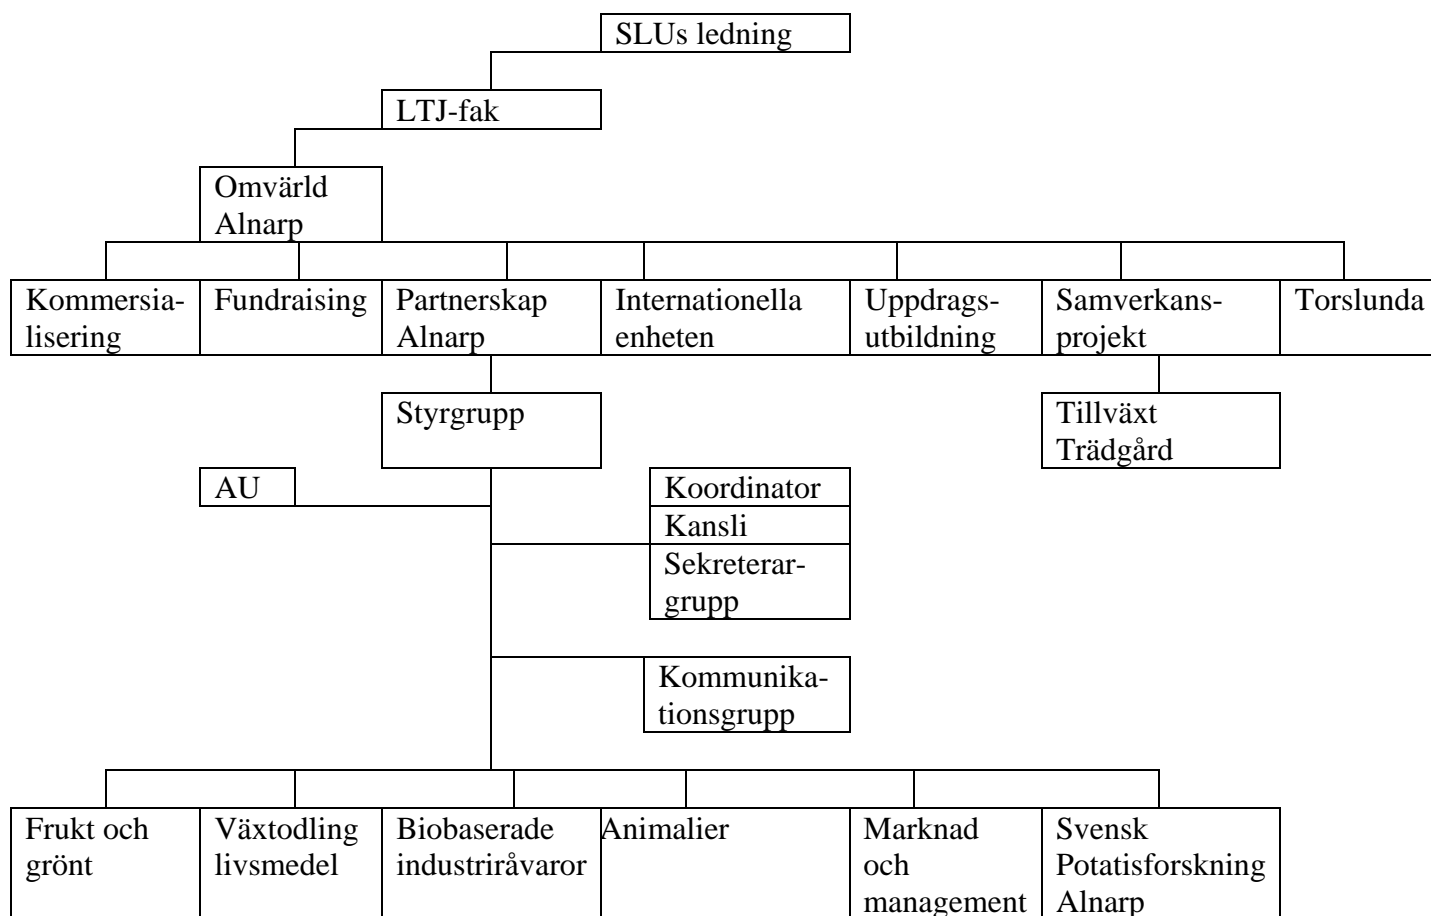 SLUs ledning
LTJ-fak
Omvärld
Alnarp
Kommersia-
lisering
Fundraising
Partnerskap
Alnarp
Internationella
enheten
Uppdrags-
utbildning
Samverkans-
projekt
Torslunda
Styrgrupp
Tillväxt
Trädgård
AU
Koordinator
Kansli
Sekreterar-
grupp
Kommunika-
tionsgrupp
Frukt och
grönt
Växtodling
livsmedel
Biobaserade
industriråvaror
Animalier
Marknad
och
management
Svensk
Potatisforskning
Alnarp